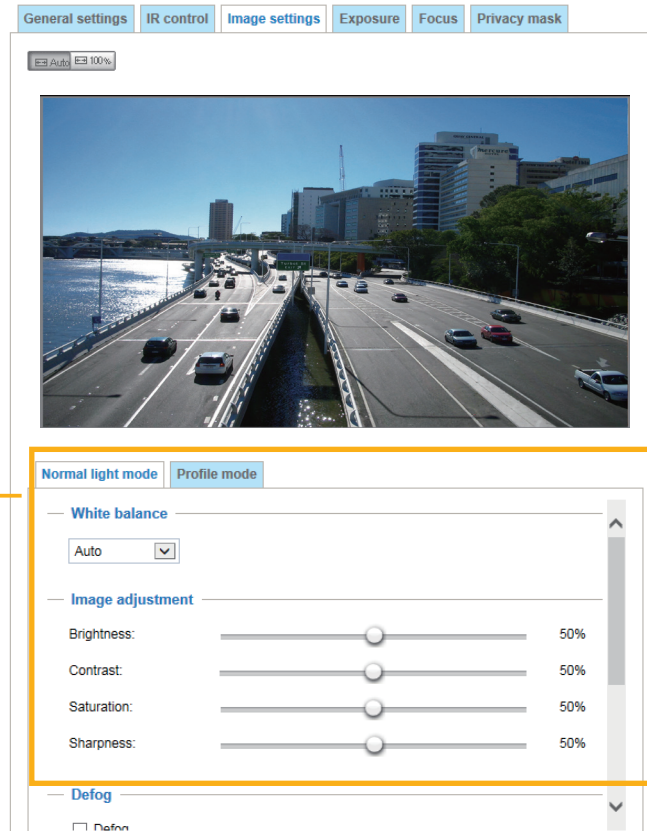 General settings IR control Image settings Exposure Focus Privacy mask
Auto 100%
Mercure
Normal light mode Profile mode
White balance
Auto
Image adjustment
Brightness: 50%
Contrast: 50%
Saturation: 50%
Sharpness: 50%
Defog
Defog